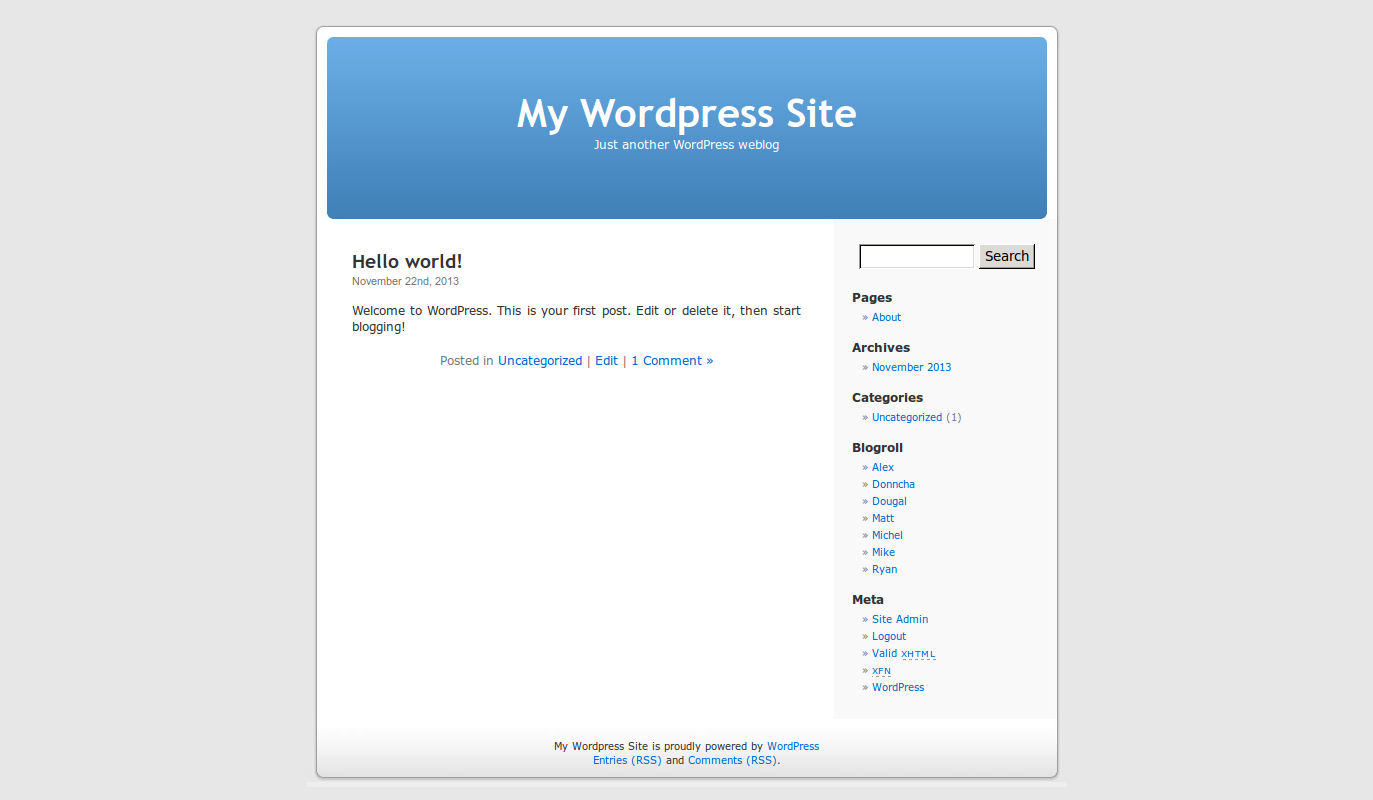 My Wordpress Site
Just another WordPress weblog
Hello world!
November 22nd, 2013
Welcome to WordPress. This is your first post. Edit or delete it, then start
blogging!
Posted in Uncategorized | Edit | 1 Comment »
Search
Pages
» About
Archives
» November 2013
Categories
» Uncategorized (1)
Blogroll
» Alex
» Donncha
» Dougal
» Matt
» Michel
» Mike
» Ryan
Meta
» Site Admin
» Logout
» Valid XHTML
» XFN
» WordPress
My Wordpress Site is proudly powered by WordPress
Entries (RSS) and Comments (RSS).